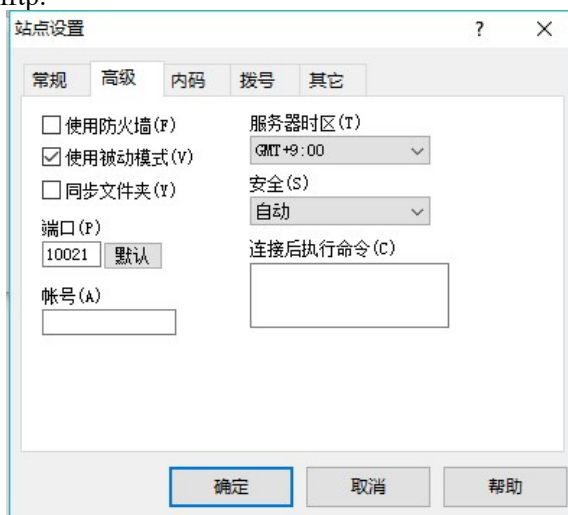 站点设置
?
常规 高级 内码 拨号 其它
使用防火墙(F)
使用被动模式(V)
同步文件夹(Y)
端口(P)
10021 默认
帐号(A)
服务器时区(T)
GMT+9:00
安全(S)
自动
连接后执行命令(C)
确定 取消 帮助